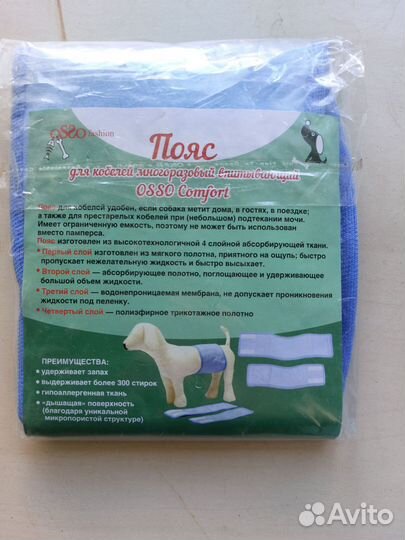 OSSO fashion
Пояс
для кобелей многоразовый впитывающий
OSSO Comfort
Пояс для кобелей удобен, если собака метит дома, в гостях, в поездке;
а также для престарелых кобелей при (небольшом) подтекании мочи.
Имеет ограниченную емкость, поэтому не может быть использован
вместо памперса.
Пояс изготовлен из высокотехнологичной 4 слойной абсорбирующей ткани.
• Первый слой изготовлен из мягкого полотна, приятного на ощупь; быстро
пропускает нежелательную жидкость и быстро высыхает.
• Второй слой — абсорбирующее полотно, поглощающее и удерживающее
большой объем жидкости.
• Третий слой — водонепроницаемая мембрана, не допускает проникновения
жидкости под пеленку.
• Четвертый слой — полиэфирное трикотажное полотно
ПРЕИМУЩЕСТВА:
• удерживает запах
• выдерживает более 300 стирок
• гипоаллергенная ткань
• «дышащая» поверхность
(благодаря уникальной
микропористой структуре)
Avito